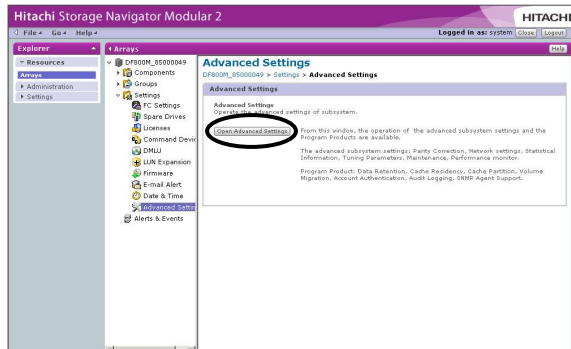 Hitachi Storage Navigator Modular 2
HITACHI
File Go Help
Logged in as: system Close Logout
Explorer
Arrays
Help
Resources
Arrays
Administration
Settings
DF800M_85000049
Components
Groups
Settings
FC Settings
Spare Drives
Licenses
Command Devic
DMLU
LUN Expansion
Firmware
E-mail Alert
Date & Time
Advanced Settin
Alerts & Events
Advanced Settings
DF800M_85000049 > Settings > Advanced Settings
Advanced Settings
Advanced Settings
Operate the advanced settings of subsystem.
Open Advanced Settings
From this window, the operation of the advanced subsystem settings and the
Program Products are available.
The advanced subsystem settings: Parity Correction, Network settings, Statistical
Information, Tuning Parameters, Maintenance, Performance monitor.
Program Product: Data Retention, Cache Residency, Cache Partition, Volume
Migration, Account Authentication, Audit Logging, SNMP Agent Support.